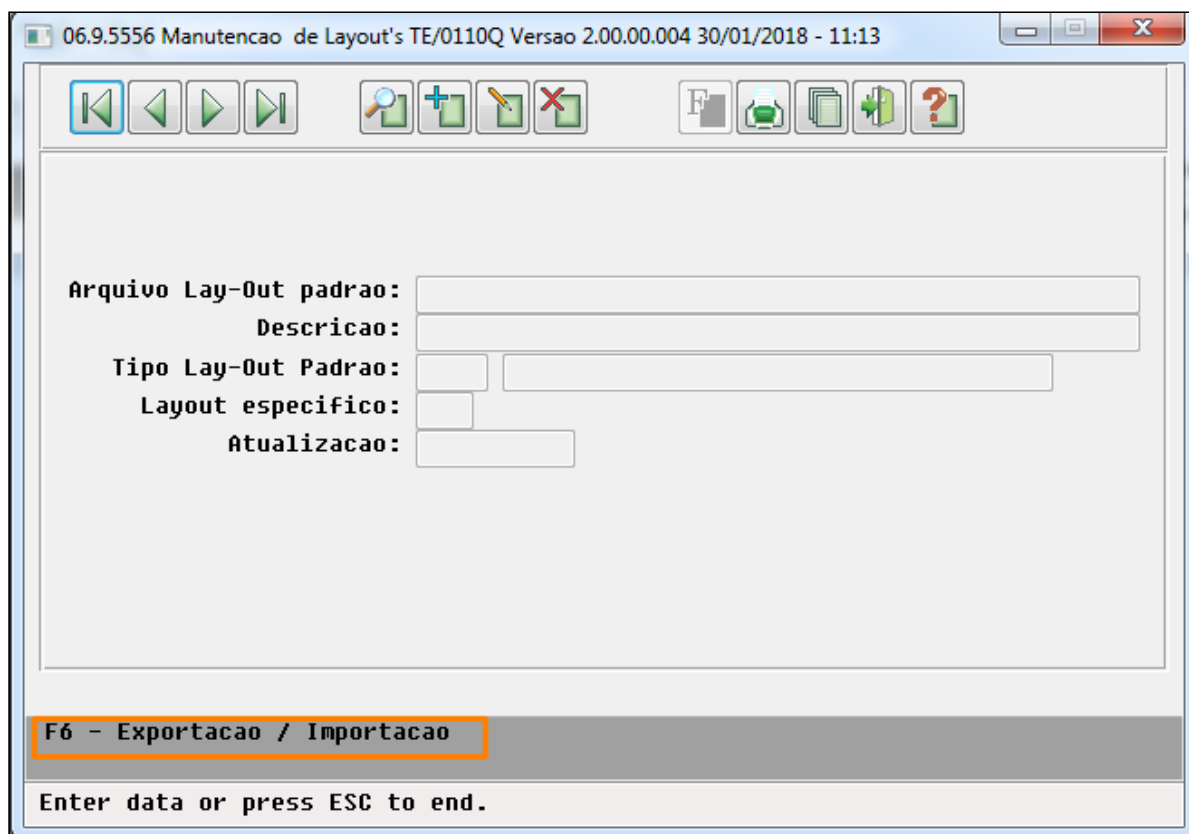 06.9.5556 Manutencao  de Layout's TE/0110Q Versao 2.00.00.004 30/01/2018 - 11:13
F
Arquivo Lay-Out padrao:
Descricao:
Tipo Lay-Out Padrao:
Layout especifico:
Atualizacao:
F6 - Exportacao / Importacao
Enter data or press ESC to end.